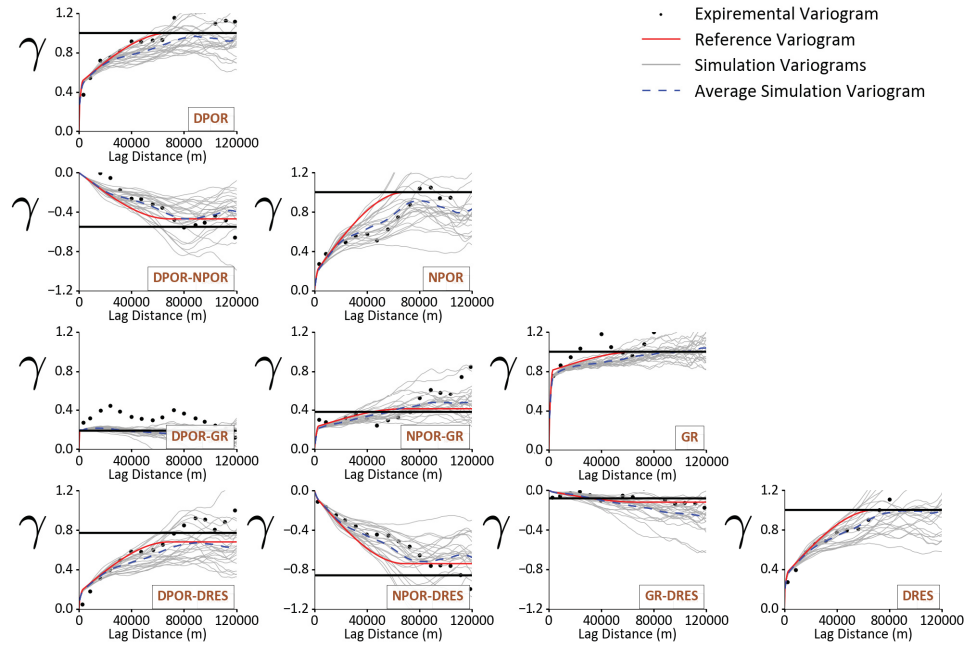 Expiremental Variogram
Reference Variogram
Simulation Variograms
Average Simulation Variogram
γ
1.2
0.8
0.4
0.0
DPOR
0 40000 80000 120000
Lag Distance (m)
γ
0.0
−0.4
−0.8
−1.2
DPOR-NPOR
0 40000 80000 120000
Lag Distance (m)
γ
1.2
0.8
0.4
0.0
NPOR
0 40000 80000 120000
Lag Distance (m)
γ
1.2
0.8
0.4
0.0
DPOR-GR
0 40000 80000 120000
Lag Distance (m)
γ
1.2
0.8
0.4
0.0
NPOR-GR
0 40000 80000 120000
Lag Distance (m)
γ
1.2
0.8
0.4
0.0
GR
0 40000 80000 120000
Lag Distance (m)
γ
1.2
0.8
0.4
0.0
DPOR-DRES
0 40000 80000 120000
Lag Distance (m)
γ
0.0
−0.4
−0.8
−1.2
NPOR-DRES
0 40000 80000 120000
Lag Distance (m)
γ
0.0
−0.4
−0.8
−1.2
GR-DRES
0 40000 80000 120000
Lag Distance (m)
γ
1.2
0.8
0.4
0.0
DRES
0 40000 80000 120000
Lag Distance (m)